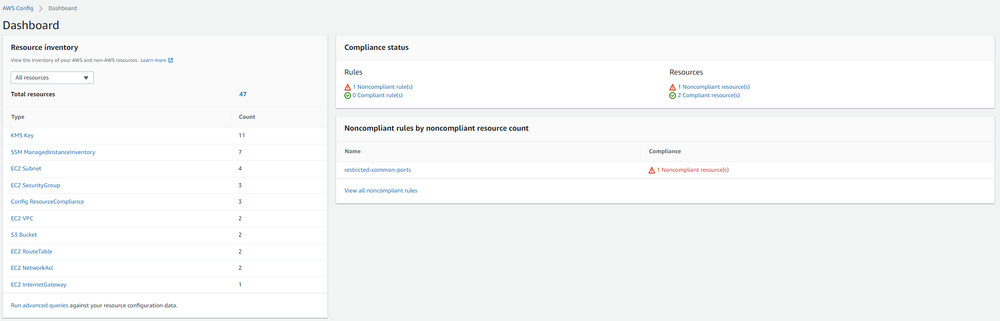 AWS Config > Dashboard
Dashboard
Resource inventory
View the inventory of your AWS and non-AWS resources. Learn more
All resources
Total resources 47
Type Count
KMS Key 11
SSM ManagedInstanceInventory 7
EC2 Subnet 4
EC2 SecurityGroup 3
Config ResourceCompliance 3
EC2 VPC 2
S3 Bucket 2
EC2 RouteTable 2
EC2 NetworkAcl 2
EC2 InternetGateway 1
Run advanced queries against your resource configuration data.
Compliance status
Rules
1 Noncompliant rule(s)
0 Compliant rule(s)
Resources
1 Noncompliant resource(s)
2 Compliant resource(s)
Noncompliant rules by noncompliant resource count
Name Compliance
restricted-common-ports 1 Noncompliant resource(s)
View all noncompliant rules